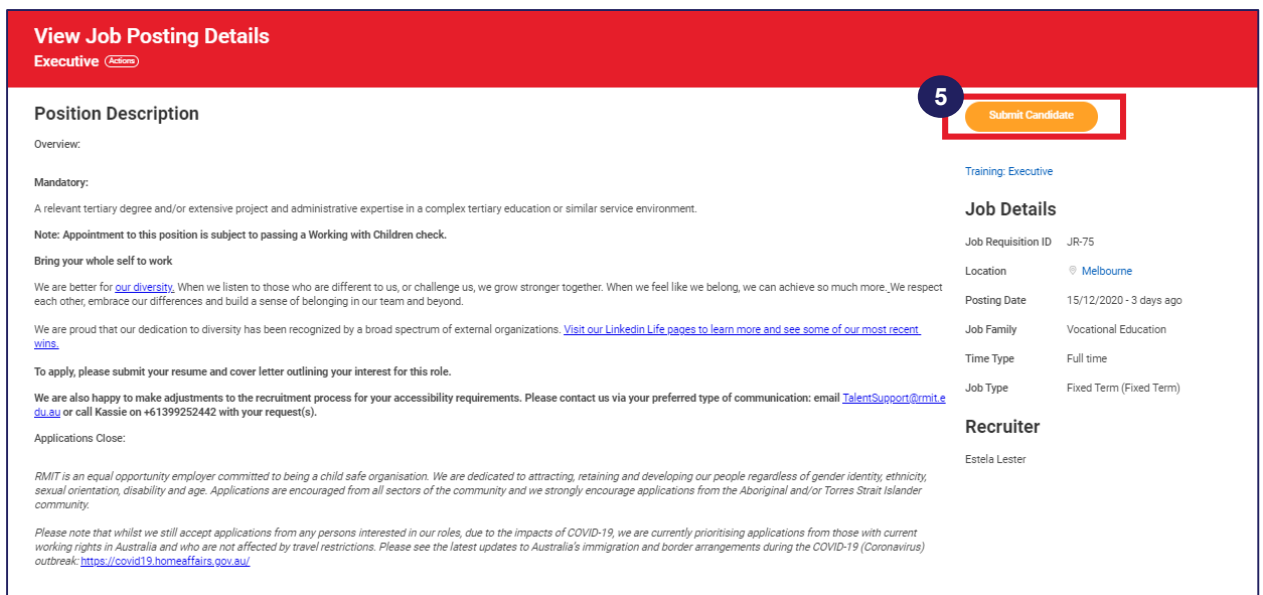 View Job Posting Details
Executive Actions
Position Description
Overview:
Mandatory:
A relevant tertiary degree and/or extensive project and administrative expertise in a complex tertiary education or similar service environment.
Note: Appointment to this position is subject to passing a Working with Children check.
Bring your whole self to work
We are better for our diversity. When we listen to those who are different to us, or challenge us, we grow stronger together. When we feel like we belong, we can achieve so much more. We respect
each other, embrace our differences and build a sense of belonging in our team and beyond.
We are proud that our dedication to diversity has been recognized by a broad spectrum of external organizations. Visit our Linkedin Life pages to learn more and see some of our most recent
wins.
To apply, please submit your resume and cover letter outlining your interest for this role.
We are also happy to make adjustments to the recruitment process for your accessibility requirements. Please contact us via your preferred type of communication: email TalentSupport@rmit.e
du.au or call Kassie on +61399252442 with your request(s).
Applications Close:
RMIT is an equal opportunity employer committed to being a child safe organisation. We are dedicated to attracting, retaining and developing our people regardless of gender identity, ethnicity,
sexual orientation, disability and age. Applications are encouraged from all sectors of the community and we strongly encourage applications from the Aboriginal and/or Torres Strait Islander
community.
Please note that whilst we still accept applications from any persons interested in our roles, due to the impacts of COVID-19, we are currently prioritising applications from those with current
working rights in Australia and who are not affected by travel restrictions. Please see the latest updates to Australia's immigration and border arrangements during the COVID-19 (Coronavirus)
outbreak: https://covid19.homeaffairs.gov.au/
5
Submit Candidate
Training: Executive
Job Details
Job Requisition ID JR-75
Location Melbourne
Posting Date 15/12/2020 - 3 days ago
Job Family Vocational Education
Time Type Full time
Job Type Fixed Term (Fixed Term)
Recruiter
Estela Lester